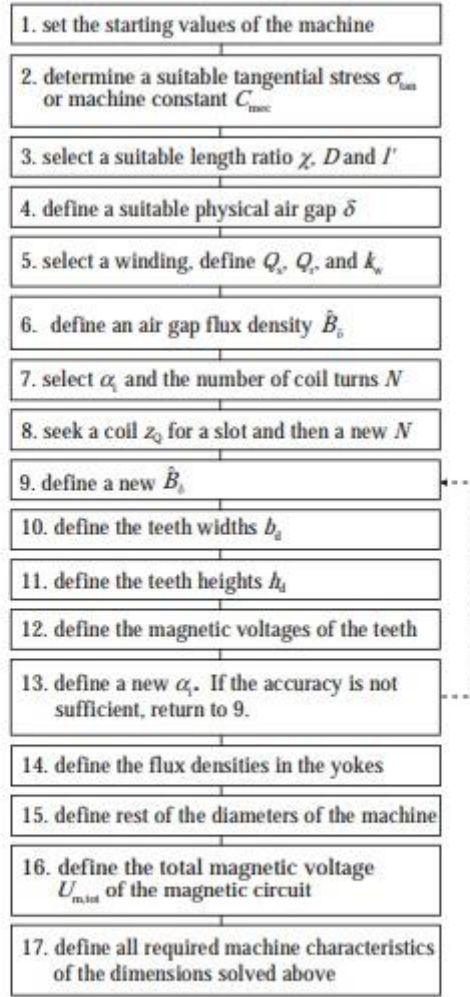 1. set the starting values of the machine
2. determine a suitable tangential stress σ_tan
or machine constant C_mec
3. select a suitable length ratio χ, D and l'
4. define a suitable physical air gap δ
5. select a winding, define Q_s, Q_r, and k_w
6. define an air gap flux density B̂_δ
7. select α_i and the number of coil turns N
8. seek a coil z_Q for a slot and then a new N
9. define a new B̂_δ
10. define the teeth widths b_d
11. define the teeth heights h_d
12. define the magnetic voltages of the teeth
13. define a new α_i. If the accuracy is not
sufficient, return to 9.
14. define the flux densities in the yokes
15. define rest of the diameters of the machine
16. define the total magnetic voltage
U_m,tot of the magnetic circuit
17. define all required machine characteristics
of the dimensions solved above